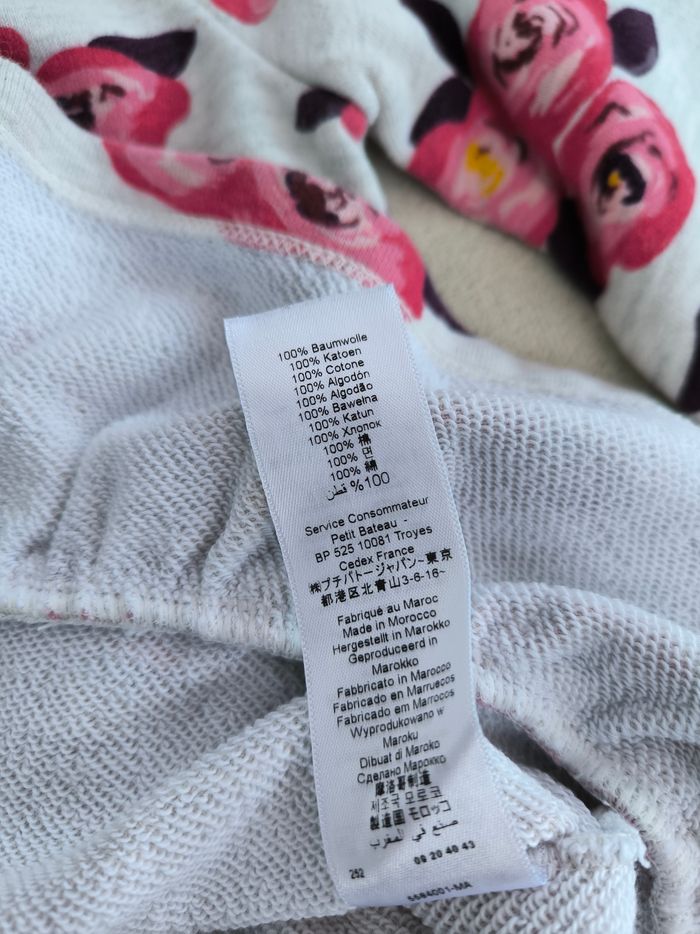 100% Baumwolle
100% Katoen
100% Cotone
100% Algodón
100% Algodão
100% Bawełna
100% Katun
100% Хлопок
100% 棉
100% 면
100% 綿
100% قطن
Service Consommateur
Petit Bateau -
BP 525 10081 Troyes
Cedex France
㈱プチバトージャパン~東京
都港区北青山3-6-16~
Fabriqué au Maroc
Made in Morocco
Hergestellt in Marokko
Geproduceerd in
Marokko
Fabbricato in Marocco
Fabricado en Marruecos
Fabricado em Marrocos
Wyprodukowano w
Maroku
Dibuat di Maroko
Сделано Марокко
摩洛哥制造
제조국 모로코
製造国 モロッコ
صنع في المغرب
252 09 20 40 43
5584001-MA